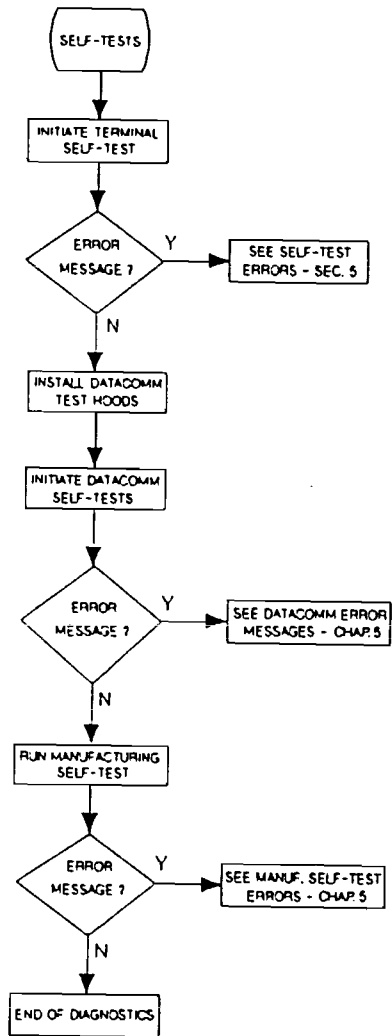 SELF-TESTS
INITIATE TERMINAL
SELF-TEST
ERROR
MESSAGE ?
Y
SEE SELF-TEST
ERRORS - SEC. 5
N
INSTALL DATACOMM
TEST HOODS
INITIATE DATACOMM
SELF-TESTS
ERROR
MESSAGE ?
Y
SEE DATACOMM ERROR
MESSAGES - CHAP. 5
N
RUN MANUFACTURING
SELF-TEST
ERROR
MESSAGE ?
Y
SEE MANUF. SELF-TEST
ERRORS - CHAP. 5
N
END OF DIAGNOSTICS